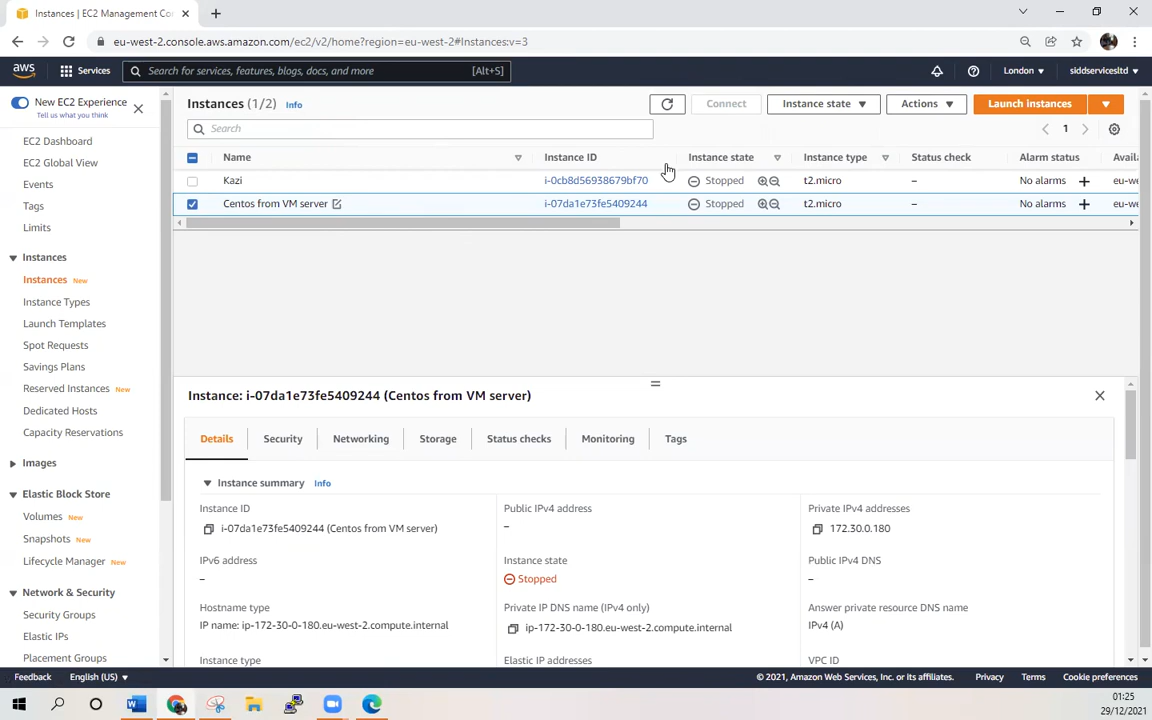 Instances | EC2 Management Co
eu-west-2.console.aws.amazon.com/ec2/v2/home?region=eu-west-2#Instances:v=3
aws
Services
Search for services, features, blogs, docs, and more
[Alt+S]
London
siddservicesltd
New EC2 Experience
Tell us what you think
EC2 Dashboard
EC2 Global View
Events
Tags
Limits
Instances
Instances New
Instance Types
Launch Templates
Spot Requests
Savings Plans
Reserved Instances New
Dedicated Hosts
Capacity Reservations
Images
Elastic Block Store
Volumes New
Snapshots New
Lifecycle Manager New
Network & Security
Security Groups
Elastic IPs
Placement Groups
Instances (1/2) Info
Connect
Instance state
Actions
Launch instances
Search
1
Name Instance ID Instance state Instance type Status check Alarm status Availa
Kazi i-0cb8d56938679bf70 Stopped t2.micro – No alarms + eu-we
Centos from VM server i-07da1e73fe5409244 Stopped t2.micro – No alarms + eu-we
Instance: i-07da1e73fe5409244 (Centos from VM server)
Details Security Networking Storage Status checks Monitoring Tags
Instance summary Info
Instance ID
i-07da1e73fe5409244 (Centos from VM server)
Public IPv4 address
–
Private IPv4 addresses
172.30.0.180
IPv6 address
–
Instance state
Stopped
Public IPv4 DNS
–
Hostname type
IP name: ip-172-30-0-180.eu-west-2.compute.internal
Private IP DNS name (IPv4 only)
ip-172-30-0-180.eu-west-2.compute.internal
Answer private resource DNS name
IPv4 (A)
Instance type
Elastic IP addresses
VPC ID
Feedback English (US)
© 2021, Amazon Web Services, Inc. or its affiliates. Privacy Terms Cookie preferences
01:25
29/12/2021